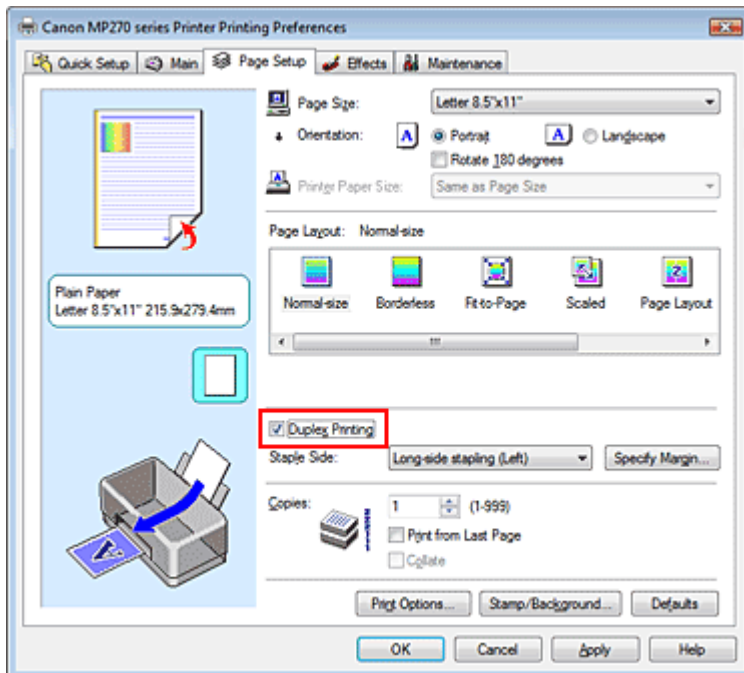 Canon MP270 series Printer Printing Preferences
Quick Setup Main Page Setup Effects Maintenance
Page Size: Letter 8.5"x11"
Orientation: A Portrait A Landscape
Rotate 180 degrees
Printer Paper Size: Same as Page Size
Page Layout: Normal-size
Normal-size Borderless Fit-to-Page Scaled Page Layout
Plain Paper
Letter 8.5"x11" 215.9x279.4mm
Duplex Printing
Staple Side: Long-side stapling (Left) Specify Margin...
Copies: 1 (1-999)
Print from Last Page
Collate
A
Print Options... Stamp/Background... Defaults
OK Cancel Apply Help